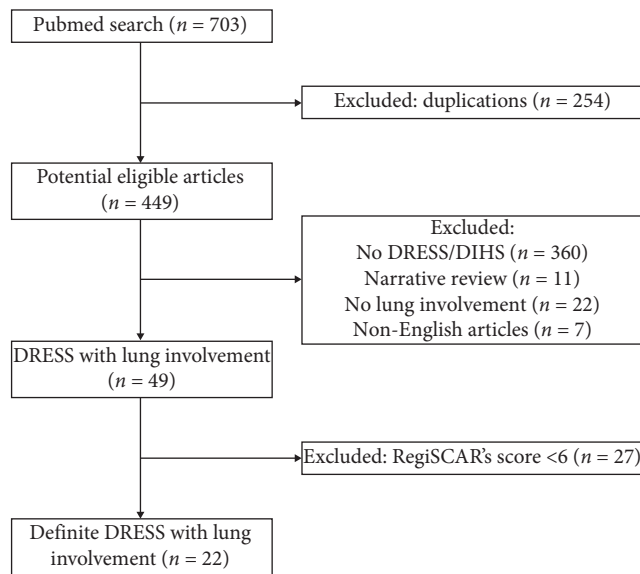 Pubmed search (n = 703)
Excluded: duplications (n = 254)
Potential eligible articles
(n = 449)
Excluded:
No DRESS/DIHS (n = 360)
Narrative review (n = 11)
No lung involvement (n = 22)
Non-English articles (n = 7)
DRESS with lung involvement
(n = 49)
Excluded: RegiSCAR's score <6 (n = 27)
Definite DRESS with lung
involvement (n = 22)